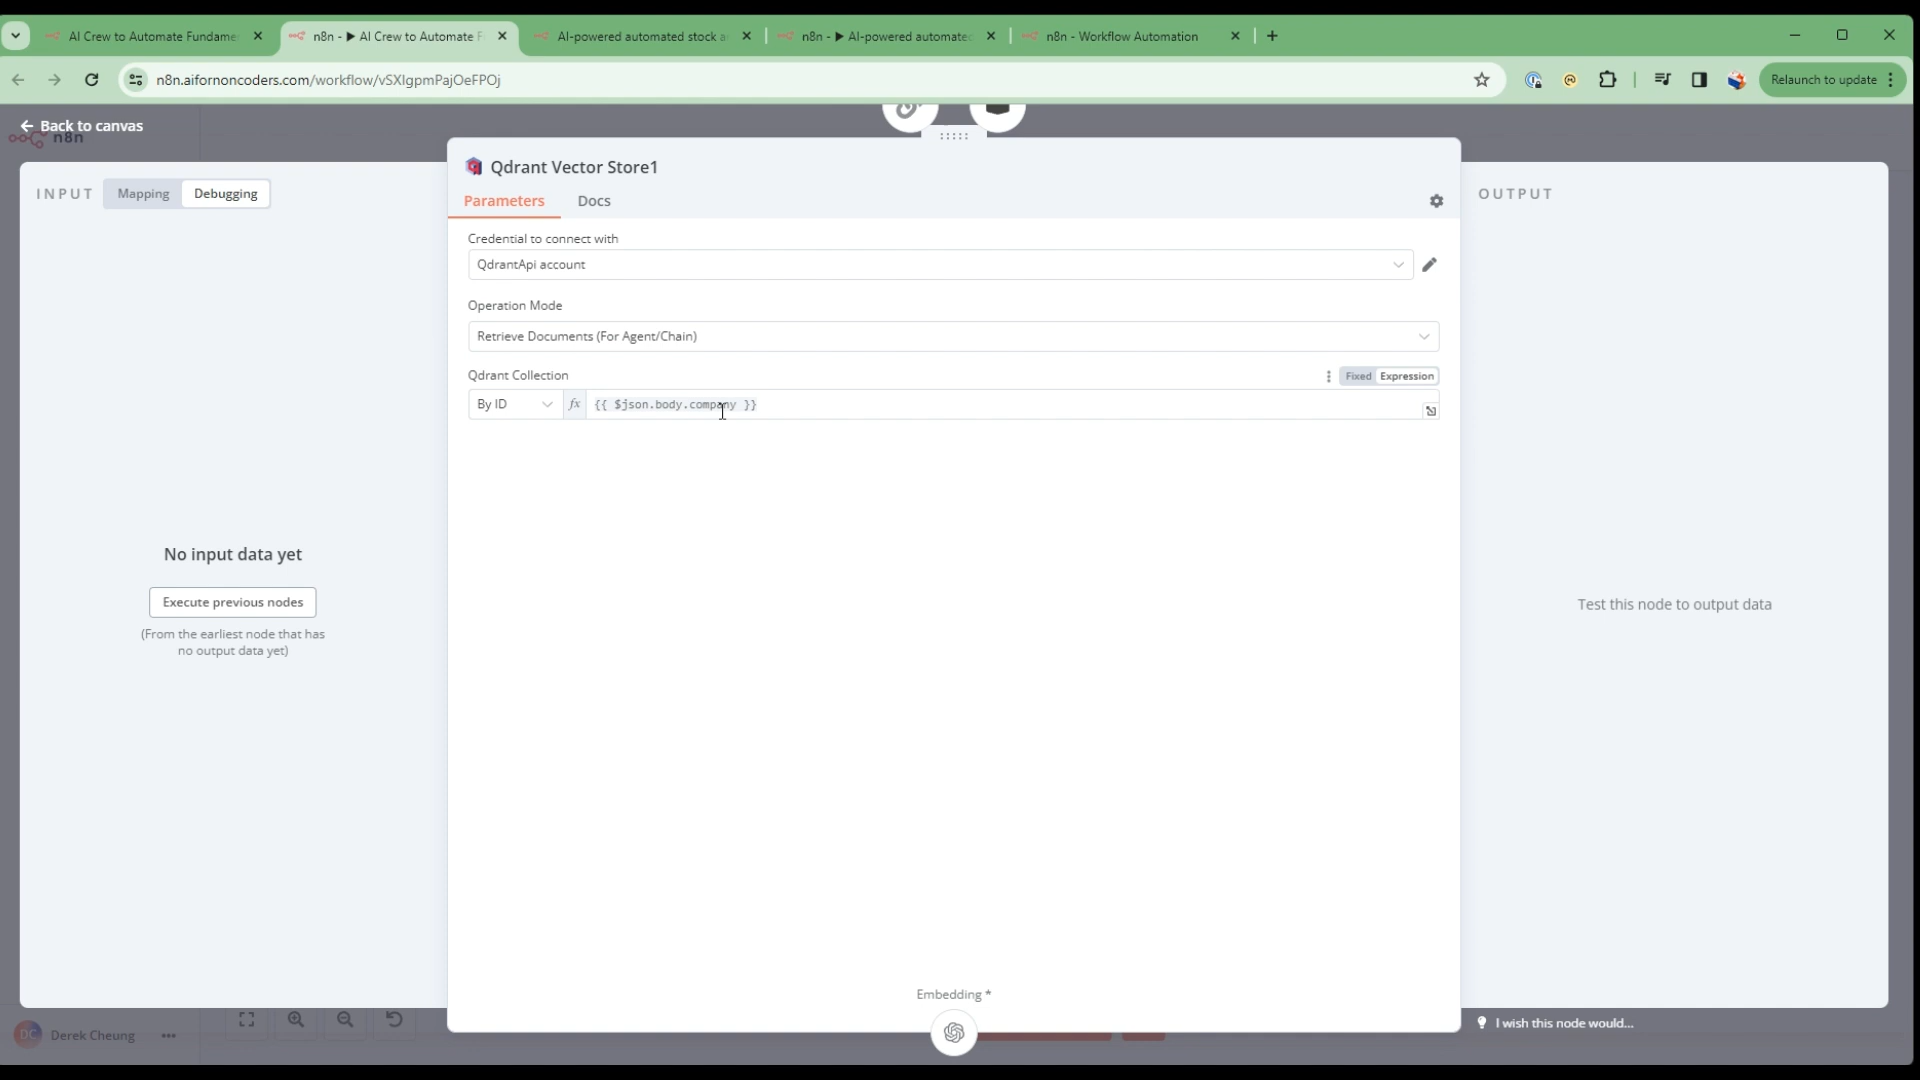 AI Crew to Automate Fundame
n8n - ▶ AI Crew to Automate F
AI-powered automated stock a
n8n - ▶ AI-powered automated
n8n - Workflow Automation
n8n.aifornoncoders.com/workflow/vSXIgpmPajOeFPOj
Relaunch to update
Back to canvas
n8n
Qdrant Vector Store1
INPUT
Mapping
Debugging
Parameters
Docs
OUTPUT
Credential to connect with
QdrantApi account
Operation Mode
Retrieve Documents (For Agent/Chain)
Qdrant Collection
Fixed
Expression
By ID
fx
{{ $json.body.company }}
No input data yet
Execute previous nodes
(From the earliest node that has
no output data yet)
Test this node to output data
Embedding *
DC
Derek Cheung
I wish this node would...